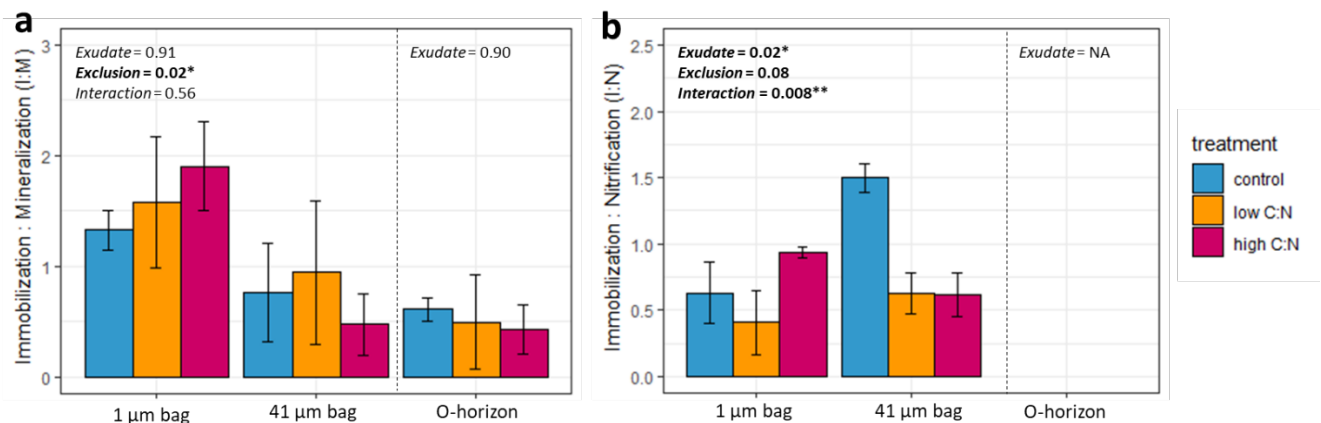 a
Immobilization : Mineralization (I:M)
3
2
1
0
Exudate = 0.91
Exclusion = 0.02*
Interaction = 0.56
Exudate = 0.90
1 µm bag
41 µm bag
O-horizon
b
Immobilization : Nitrification (I:N)
2.5
2.0
1.5
1.0
0.5
0.0
Exudate = 0.02*
Exclusion = 0.08
Interaction = 0.008**
Exudate = NA
1 µm bag
41 µm bag
O-horizon
treatment
control
low C:N
high C:N